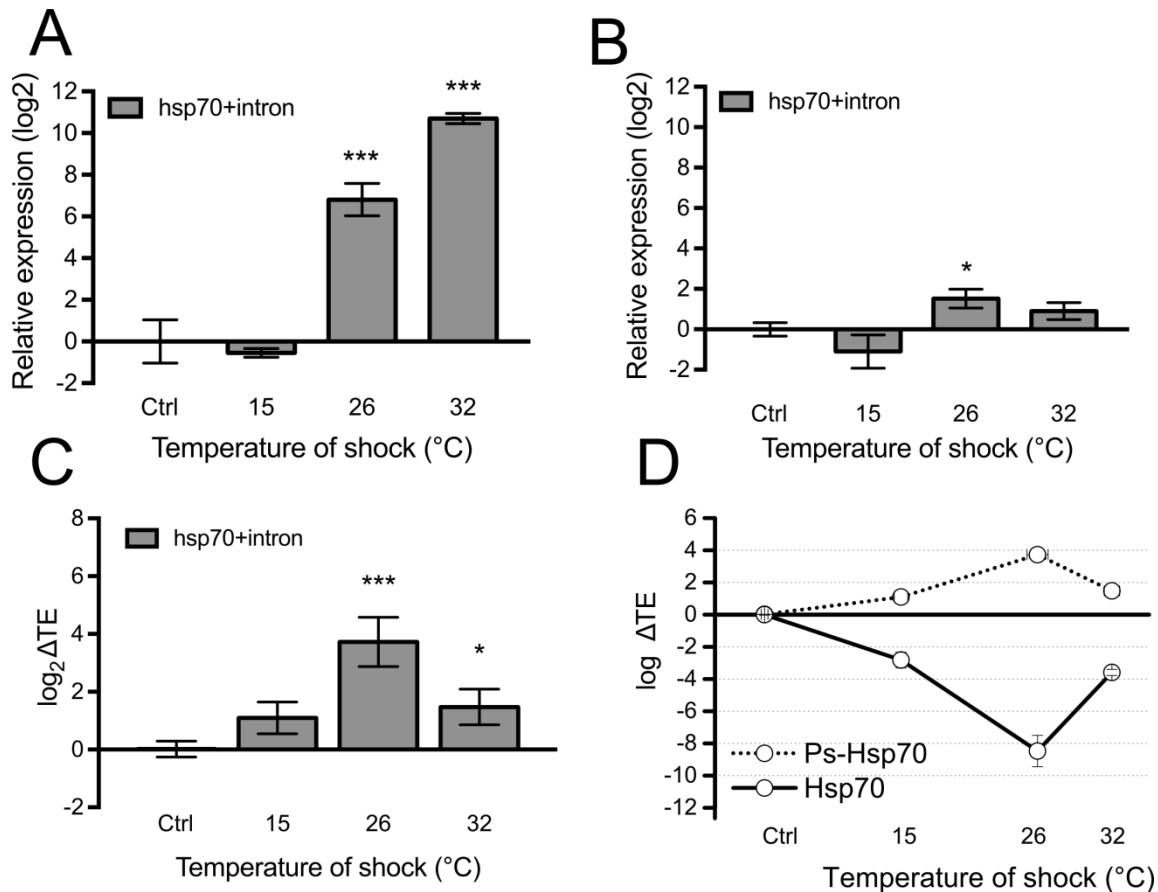 A
Relative expression (log2)
12
10
8
6
4
2
0
-2
hsp70+intron
***
***
Ctrl 15 26 32
Temperature of shock (°C)
B
Relative expression (log2)
12
10
8
6
4
2
0
-2
hsp70+intron
*
Ctrl 15 26 32
Temperature of shock (°C)
C
log₂ ΔTE
8
6
4
2
0
-2
hsp70+intron
***
*
Ctrl 15 26 32
Temperature of shock (°C)
D
log ΔTE
6
4
2
0
-2
-4
-6
-8
-10
-12
Ps-Hsp70
Hsp70
Ctrl 15 26 32
Temperature of shock (°C)